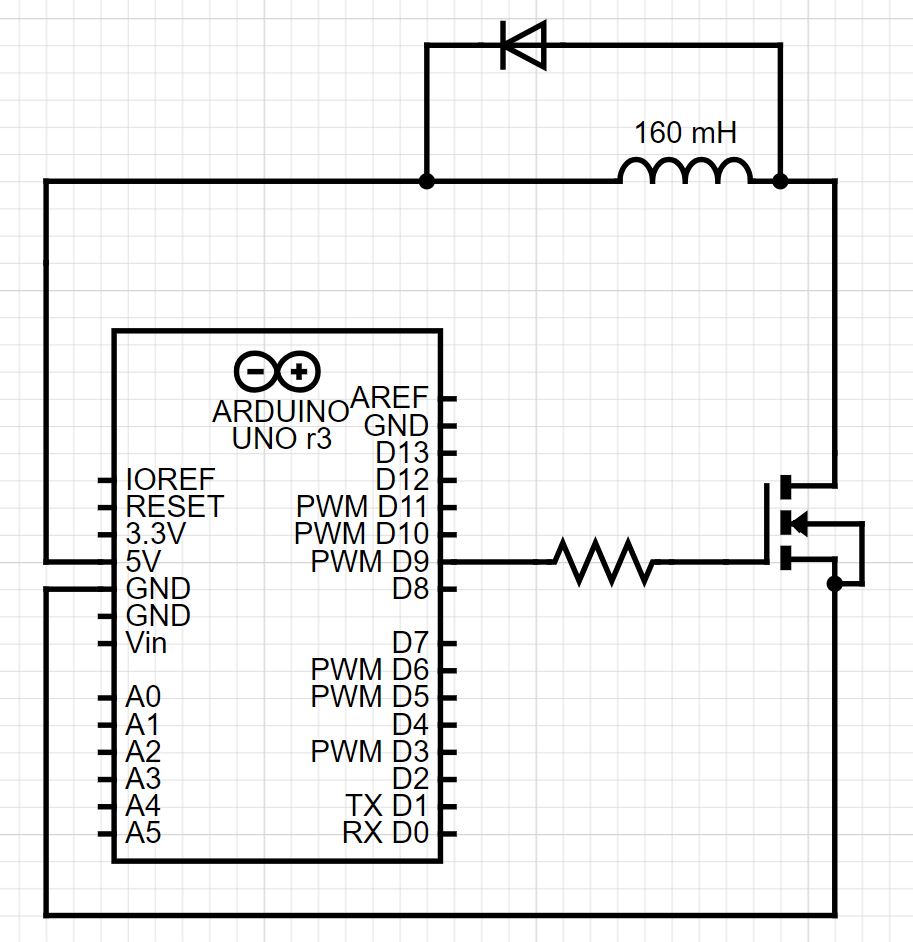 160 mH
ARDUINO
UNO r3
AREF
GND
D13
D12
PWM D11
PWM D10
PWM D9
D8
D7
PWM D6
PWM D5
D4
PWM D3
D2
TX D1
RX D0
IOREF
RESET
3.3V
5V
GND
GND
Vin
A0
A1
A2
A3
A4
A5